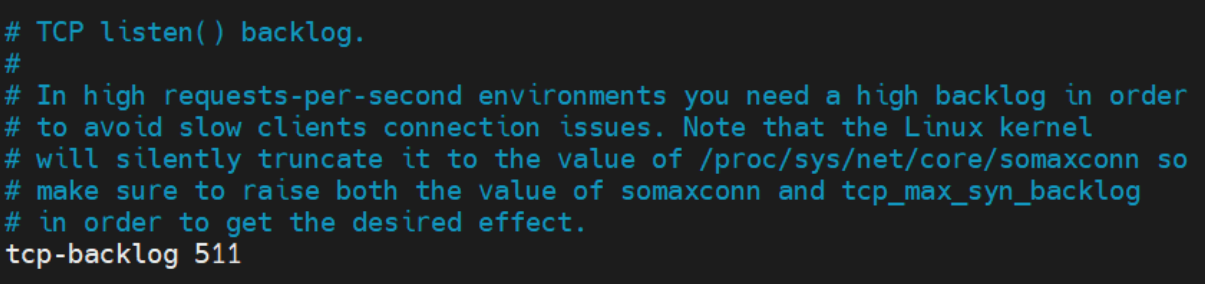 # TCP listen() backlog.
#
# In high requests-per-second environments you need a high backlog in order
# to avoid slow clients connection issues. Note that the Linux kernel
# will silently truncate it to the value of /proc/sys/net/core/somaxconn so
# make sure to raise both the value of somaxconn and tcp_max_syn_backlog
# in order to get the desired effect.
tcp-backlog 511